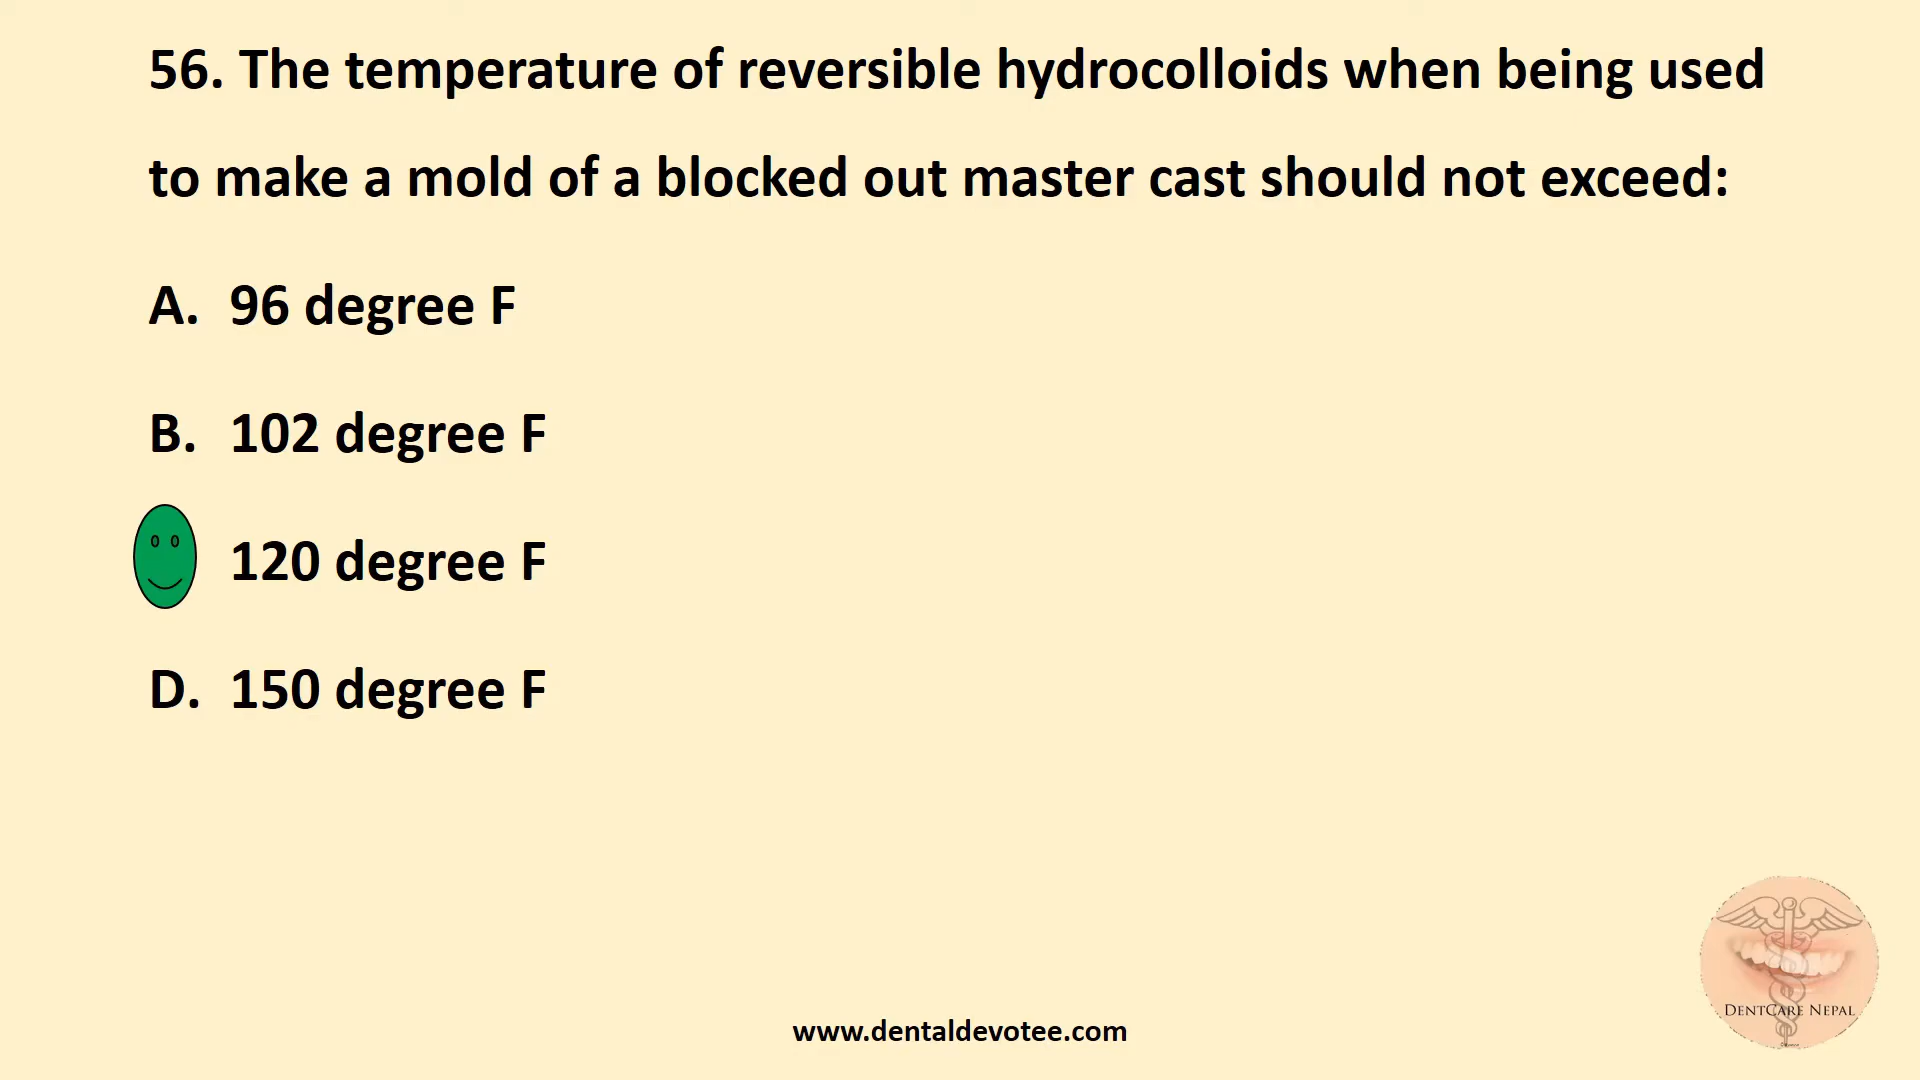 56. The temperature of reversible hydrocolloids when being used
to make a mold of a blocked out master cast should not exceed:
A. 96 degree F
B. 102 degree F
120 degree F
D. 150 degree F
DENTCARE NEPAL
www.dentaldevotee.com